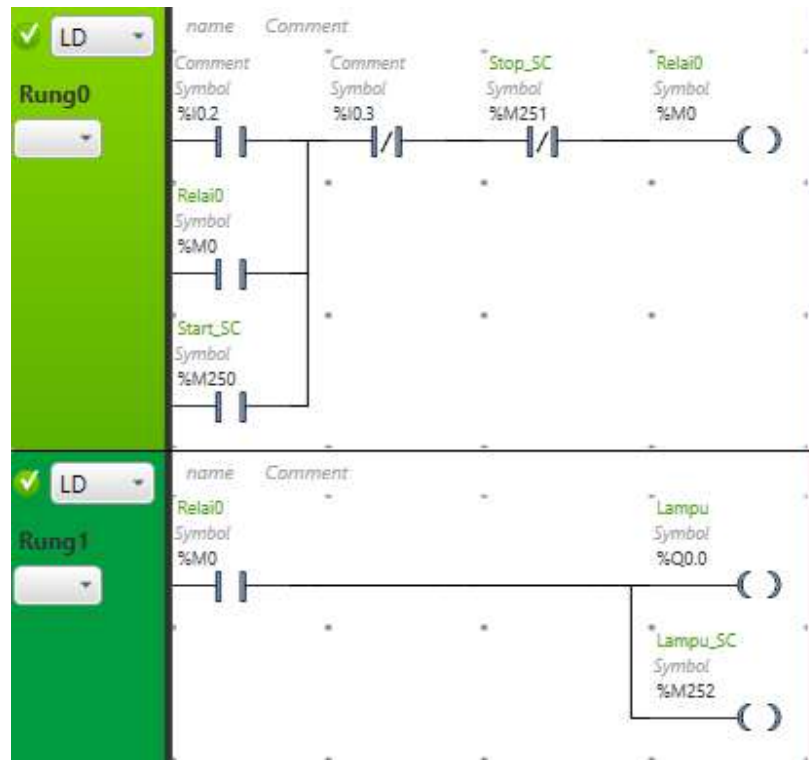 LD
name Comment
Rung0
Comment Comment Stop_SC Relai0
Symbol Symbol Symbol Symbol
%I0.2 %I0.3 %M251 %M0
Relai0
Symbol
%M0
Start_SC
Symbol
%M250
LD
name Comment
Rung1
Relai0 Lampu
Symbol Symbol
%M0 %Q0.0
Lampu_SC
Symbol
%M252